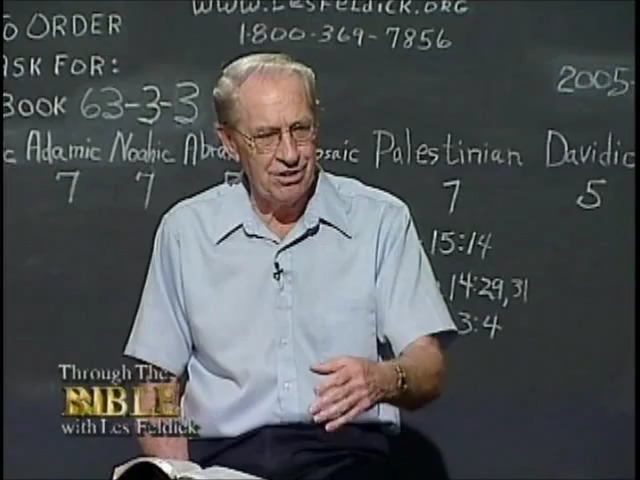 WWW.LESFELDICK.ORG
TO ORDER
1-800-369-7856
ASK FOR:
2005
BOOK 63-3-3
Adamic Noahic Palestinian Davidic
7 7 7 5
15:14
14:29,31
3:4
Through The
BIBLE
with Les Feldick